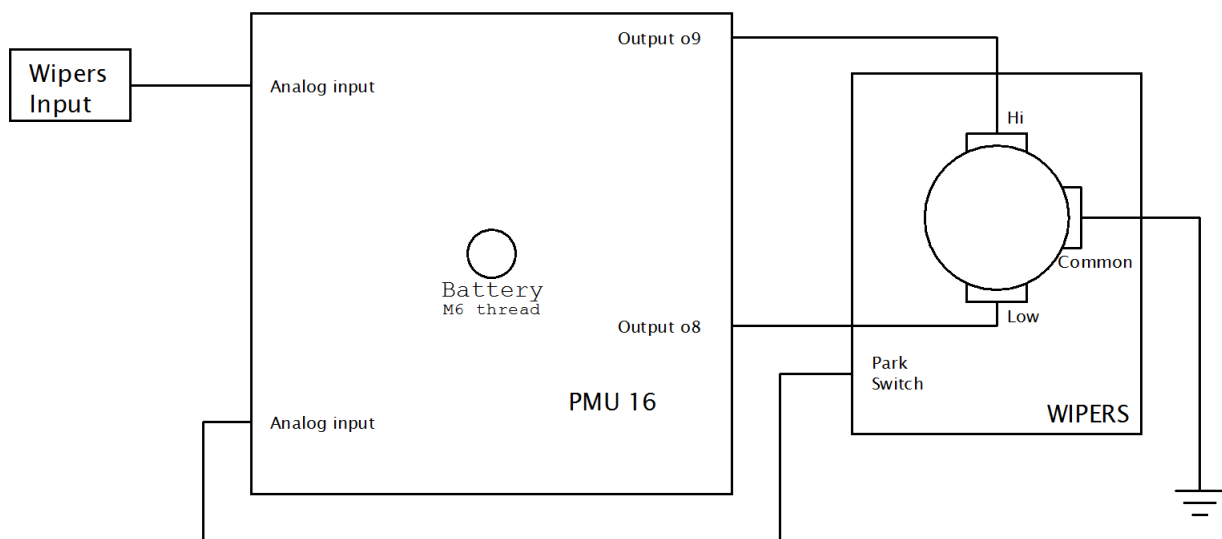 Wipers
Input
Analog input
Output o9
Hi
Common
Battery
M6 thread
Output o8
Low
Park
Switch
PMU 16
WIPERS
Analog input